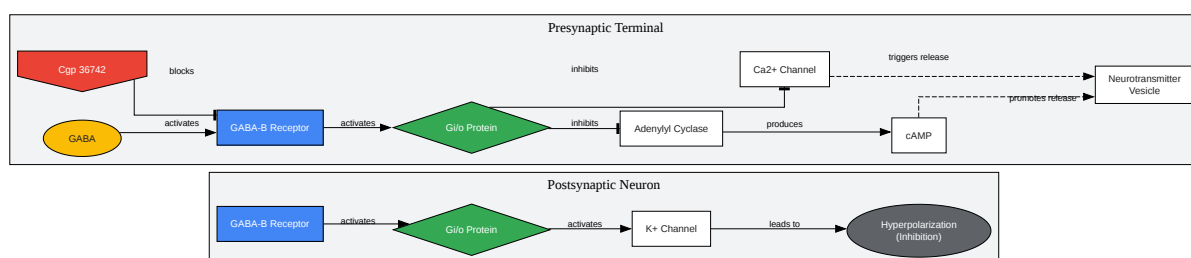 Presynaptic Terminal
Cgp 36742
blocks
inhibits
Ca2+ Channel
triggers release
Neurotransmitter
Vesicle
promotes release
GABA
activates
GABA-B Receptor
activates
Gi/o Protein
inhibits
Adenylyl Cyclase
produces
cAMP
Postsynaptic Neuron
GABA-B Receptor
activates
Gi/o Protein
activates
K+ Channel
leads to
Hyperpolarization
(Inhibition)